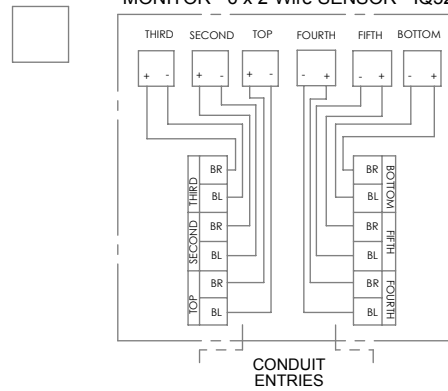 MONITOR - 6 x 2-Wire SENSOR - IQ52
THIRD SECOND TOP FOURTH FIFTH BOTTOM
+ - + - + - - + + - - +
BR BR
BL BL
THIRD BOTTOM
BR BR
BL BL
SECOND FIFTH
BR BR
BL BL
TOP FOURTH
CONDUIT
ENTRIES